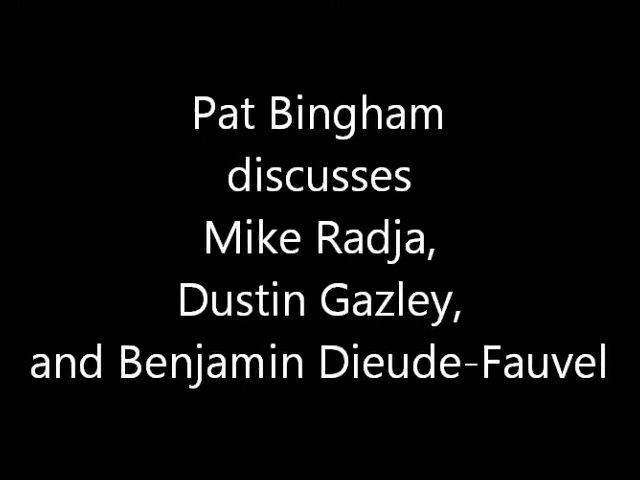 Pat Bingham
discusses
Mike Radja,
Dustin Gazley,
and Benjamin Dieude-Fauvel